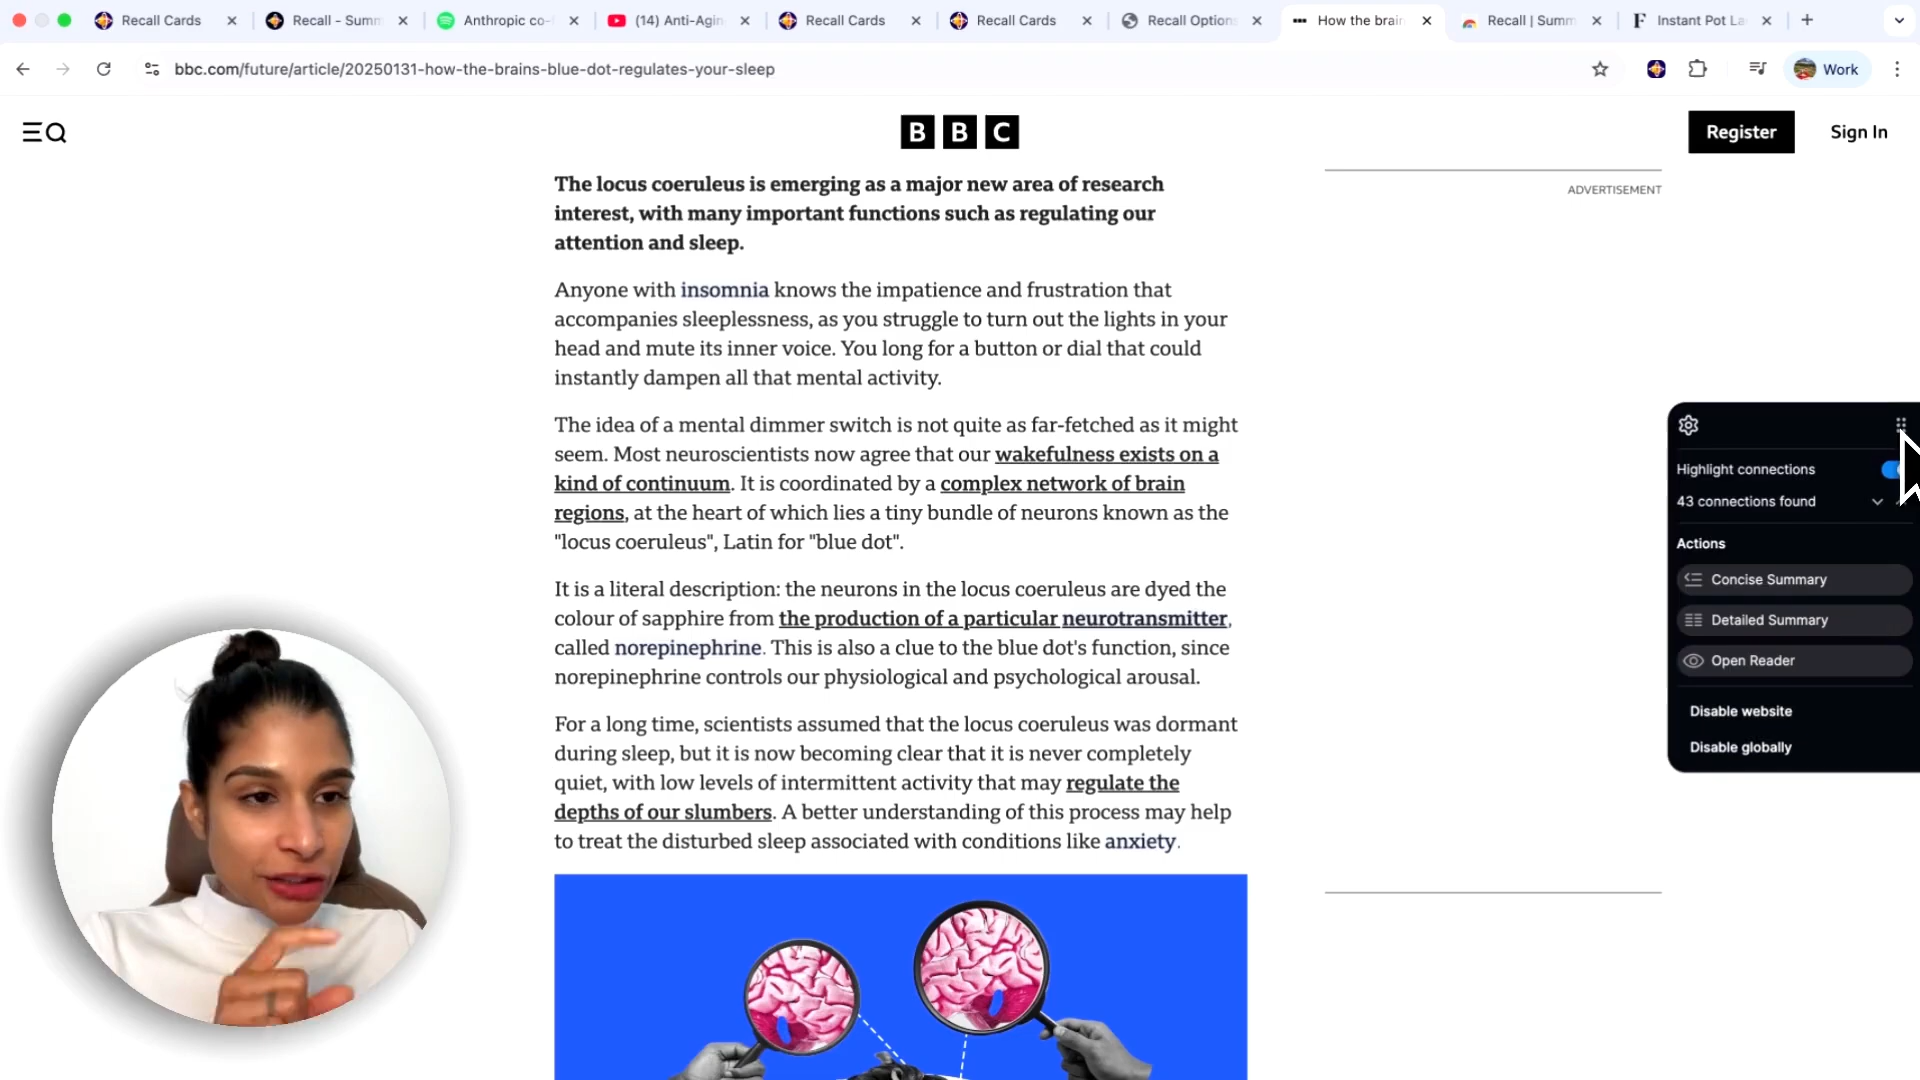 Recall Cards
Recall - Summ
Anthropic co-
(14) Anti-Agin
Recall Cards
Recall Cards
Recall Options
How the brain
Recall | Summ
Instant Pot La
bbc.com/future/article/20250131-how-the-brains-blue-dot-regulates-your-sleep
Work
BBC
Register
Sign In
ADVERTISEMENT
The locus coeruleus is emerging as a major new area of research
interest, with many important functions such as regulating our
attention and sleep.
Anyone with insomnia knows the impatience and frustration that
accompanies sleeplessness, as you struggle to turn out the lights in your
head and mute its inner voice. You long for a button or dial that could
instantly dampen all that mental activity.
The idea of a mental dimmer switch is not quite as far-fetched as it might
seem. Most neuroscientists now agree that our wakefulness exists on a
kind of continuum. It is coordinated by a complex network of brain
regions, at the heart of which lies a tiny bundle of neurons known as the
"locus coeruleus", Latin for "blue dot".
It is a literal description: the neurons in the locus coeruleus are dyed the
colour of sapphire from the production of a particular neurotransmitter,
called norepinephrine. This is also a clue to the blue dot's function, since
norepinephrine controls our physiological and psychological arousal.
For a long time, scientists assumed that the locus coeruleus was dormant
during sleep, but it is now becoming clear that it is never completely
quiet, with low levels of intermittent activity that may regulate the
depths of our slumbers. A better understanding of this process may help
to treat the disturbed sleep associated with conditions like anxiety.
Highlight connections
43 connections found
Actions
Concise Summary
Detailed Summary
Open Reader
Disable website
Disable globally